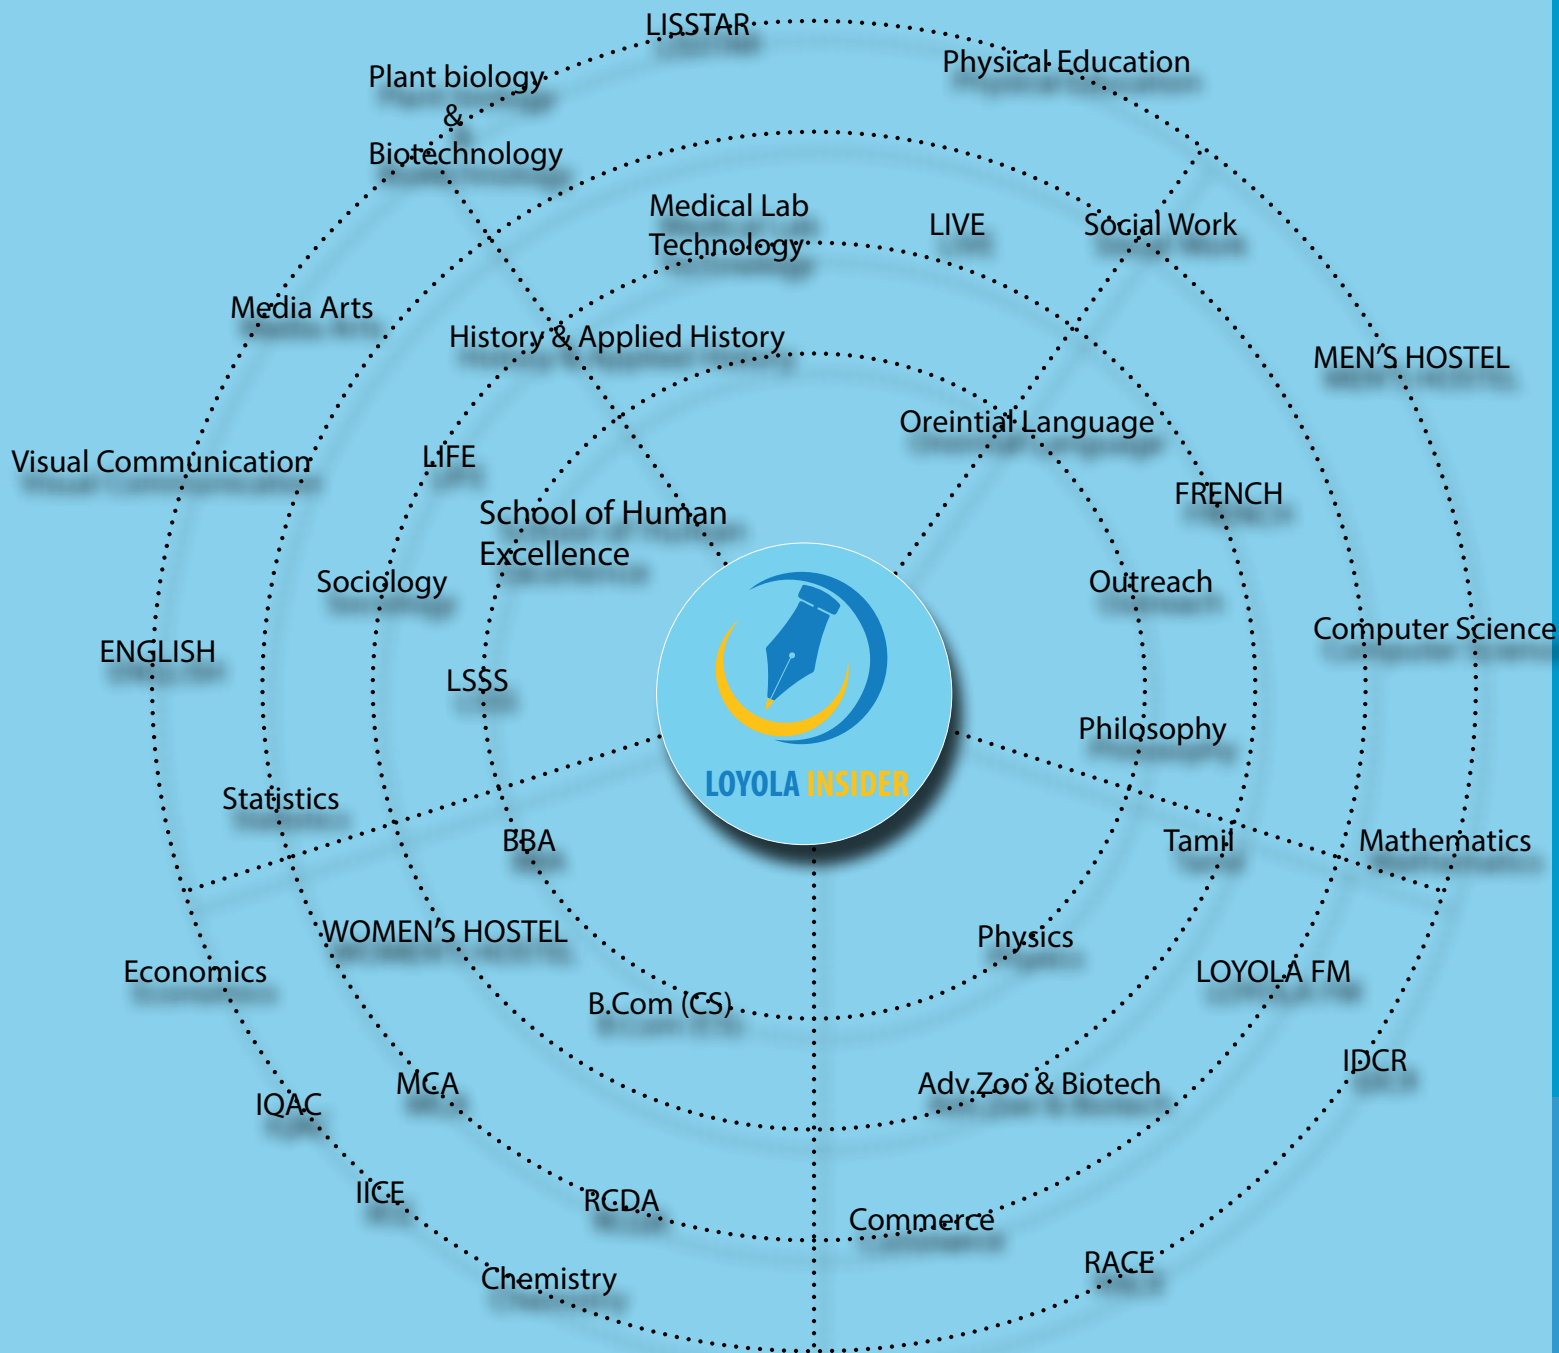 LISSTAR
Physical Education
Plant biology
&
Biotechnology
Medical Lab
Technology
LIVE
Social Work
Media Arts
History & Applied History
MEN'S HOSTEL
Oreintial Language
Visual Communication
LIFE
FRENCH
School of Human
Excellence
Sociology
Outreach
Computer Science
ENGLISH
LSSS
Philosophy
LOYOLA INSIDER
Statistics
BBA
Tamil
Mathematics
WOMEN'S HOSTEL
Physics
Economics
LOYOLA FM
B.Com (CS)
IDCR
MCA
Adv.Zoo & Biotech
IQAC
IICE
RCDA
Commerce
RACE
Chemistry